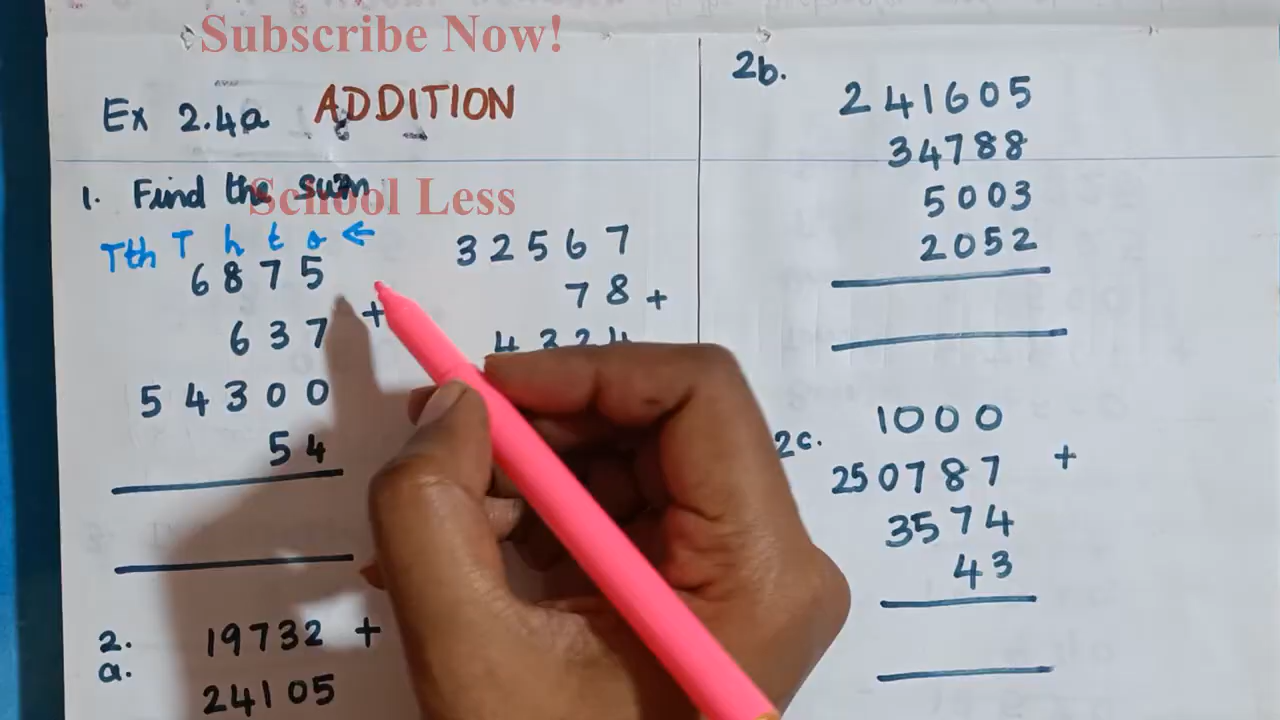 Subscribe Now!
Ex 2.4a ADDITION
1. Find the sum
School Less
Tth T h t o ←
6875
637 +
54300
54
32567
78 +
4324
2.
a.
19732 +
24105
2b.
241605
34788
5003
2052
2c.
1000
250787 +
3574
43